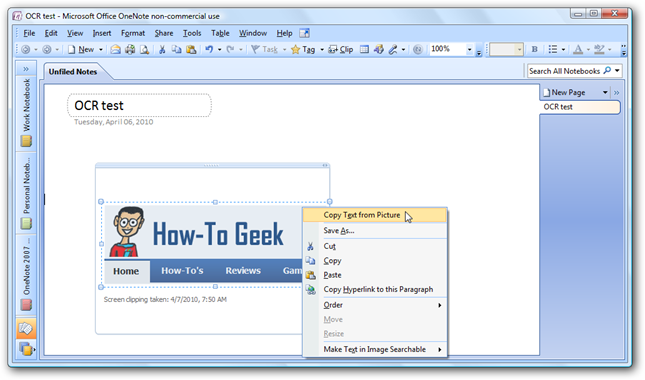 OCR test - Microsoft Office OneNote non-commercial use
File Edit View Insert Format Share Tools Table Window Help
New Task Tag Clip 100% B
Unfiled Notes
Search All Notebooks
New Page
OCR test
Work Notebook
Personal Noteb...
OneNote 2007 ...
OCR test
Tuesday, April 06, 2010
How-To Geek
Home How-To's Reviews Gam
Screen clipping taken: 4/7/2010, 7:50 AM
Copy Text from Picture
Save As...
Cut
Copy
Paste
Copy Hyperlink to this Paragraph
Order
Move
Resize
Make Text in Image Searchable